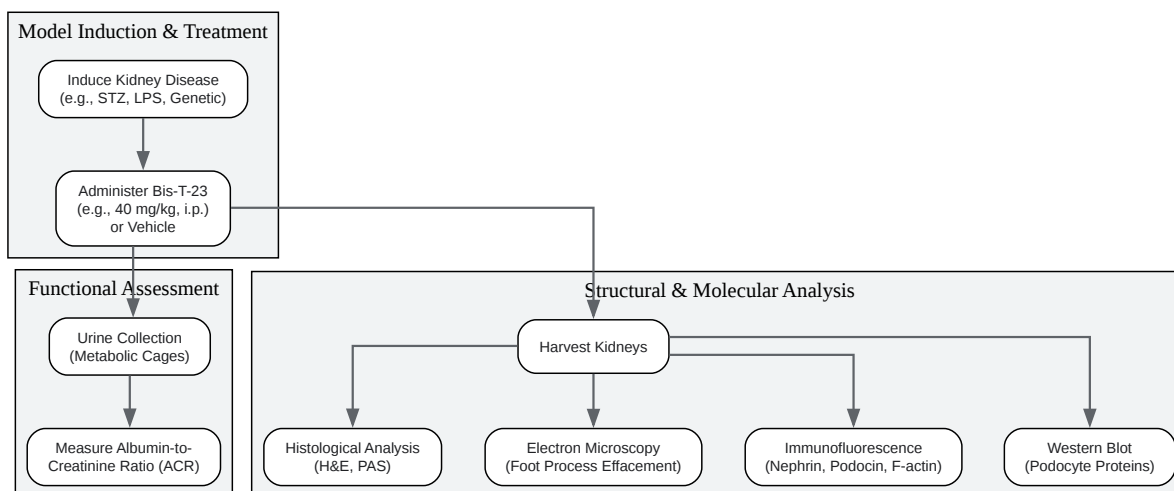 Model Induction & Treatment
Induce Kidney Disease
(e.g., STZ, LPS, Genetic)
Administer Bis-T-23
(e.g., 40 mg/kg, i.p.)
or Vehicle
Functional Assessment
Urine Collection
(Metabolic Cages)
Measure Albumin-to-
Creatinine Ratio (ACR)
Structural & Molecular Analysis
Harvest Kidneys
Histological Analysis
(H&E, PAS)
Electron Microscopy
(Foot Process Effacement)
Immunofluorescence
(Nephrin, Podocin, F-actin)
Western Blot
(Podocyte Proteins)